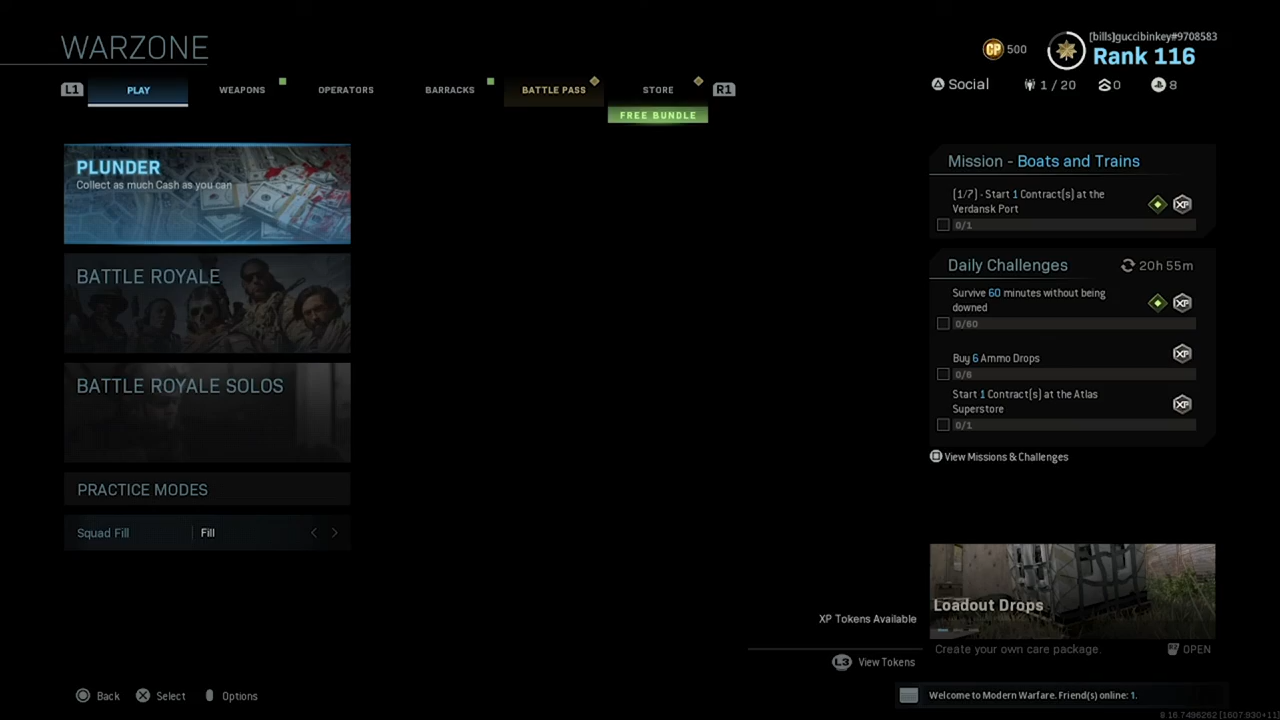 WARZONE
L1
PLAY
WEAPONS
OPERATORS
BARRACKS
BATTLE PASS
STORE
R1
FREE BUNDLE
CP 500
[bills]guccibinkey#9708583
Rank 116
Social
1 / 20
0
8
PLUNDER
Collect as much Cash as you can
BATTLE ROYALE
BATTLE ROYALE SOLOS
PRACTICE MODES
Squad Fill
Fill
Mission - Boats and Trains
(1/7) - Start 1 Contract(s) at the
Verdansk Port
XP
0/1
Daily Challenges
20h 55m
Survive 60 minutes without being
downed
XP
0/60
Buy 6 Ammo Drops
XP
0/6
Start 1 Contract(s) at the Atlas
Superstore
XP
0/1
View Missions & Challenges
Loadout Drops
Create your own care package.
OPEN
XP Tokens Available
L3 View Tokens
Back
Select
Options
Welcome to Modern Warfare. Friend(s) online: 1.